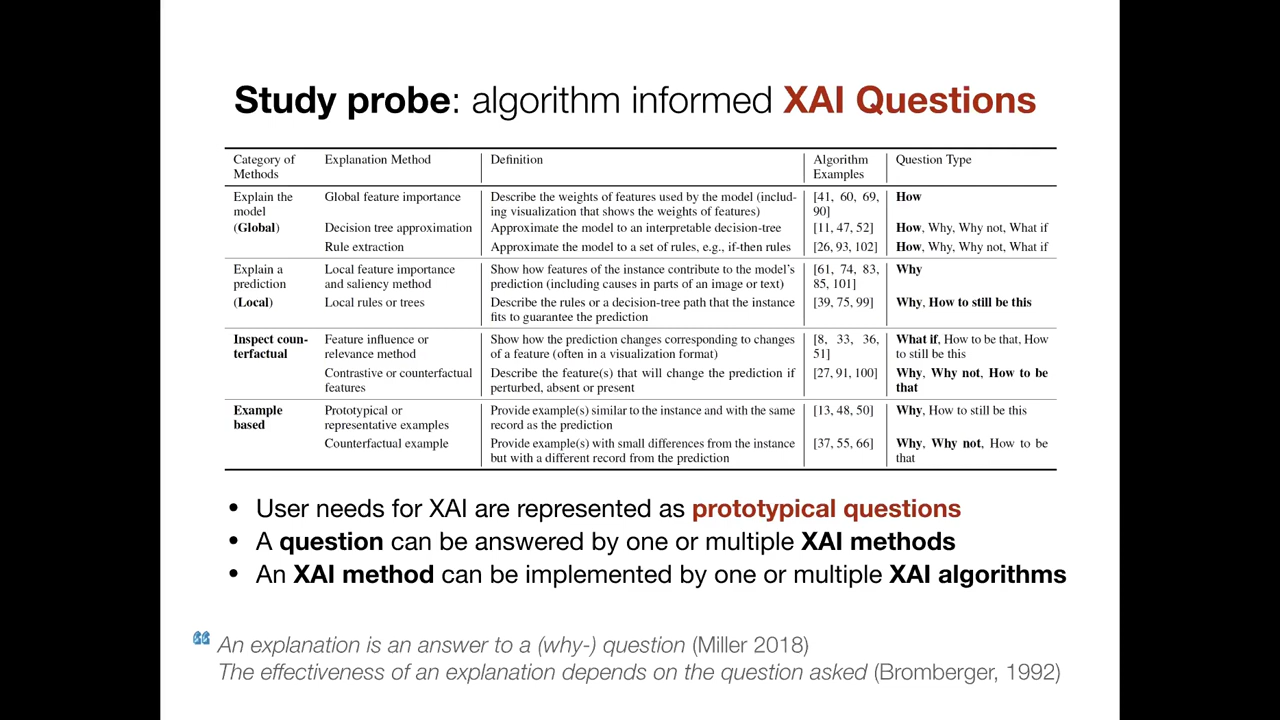 Study probe: algorithm informed XAI Questions
Category of Methods | Explanation Method | Definition | Algorithm Examples | Question Type
Explain the model (Global) | Global feature importance | Describe the weights of features used by the model (includ-ing visualization that shows the weights of features) | [41, 60, 69, 90] | How
Decision tree approximation | Approximate the model to an interpretable decision-tree | [11, 47, 52] | How, Why, Why not, What if
Rule extraction | Approximate the model to a set of rules, e.g., if-then rules | [26, 93, 102] | How, Why, Why not, What if
Explain a prediction (Local) | Local feature importance and saliency method | Show how features of the instance contribute to the model's prediction (including causes in parts of an image or text) | [61, 74, 83, 85, 101] | Why
Local rules or trees | Describe the rules or a decision-tree path that the instance fits to guarantee the prediction | [39, 75, 99] | Why, How to still be this
Inspect coun-terfactual | Feature influence or relevance method | Show how the prediction changes corresponding to changes of a feature (often in a visualization format) | [8, 33, 36, 51] | What if, How to be that, How to still be this
Contrastive or counterfactual features | Describe the feature(s) that will change the prediction if perturbed, absent or present | [27, 91, 100] | Why, Why not, How to be that
Example based | Prototypical or representative examples | Provide example(s) similar to the instance and with the same record as the prediction | [13, 48, 50] | Why, How to still be this
Counterfactual example | Provide example(s) with small differences from the instance but with a different record from the prediction | [37, 55, 66] | Why, Why not, How to be that
• User needs for XAI are represented as prototypical questions
• A question can be answered by one or multiple XAI methods
• An XAI method can be implemented by one or multiple XAI algorithms
“ An explanation is an answer to a (why-) question (Miller 2018)
The effectiveness of an explanation depends on the question asked (Bromberger, 1992)